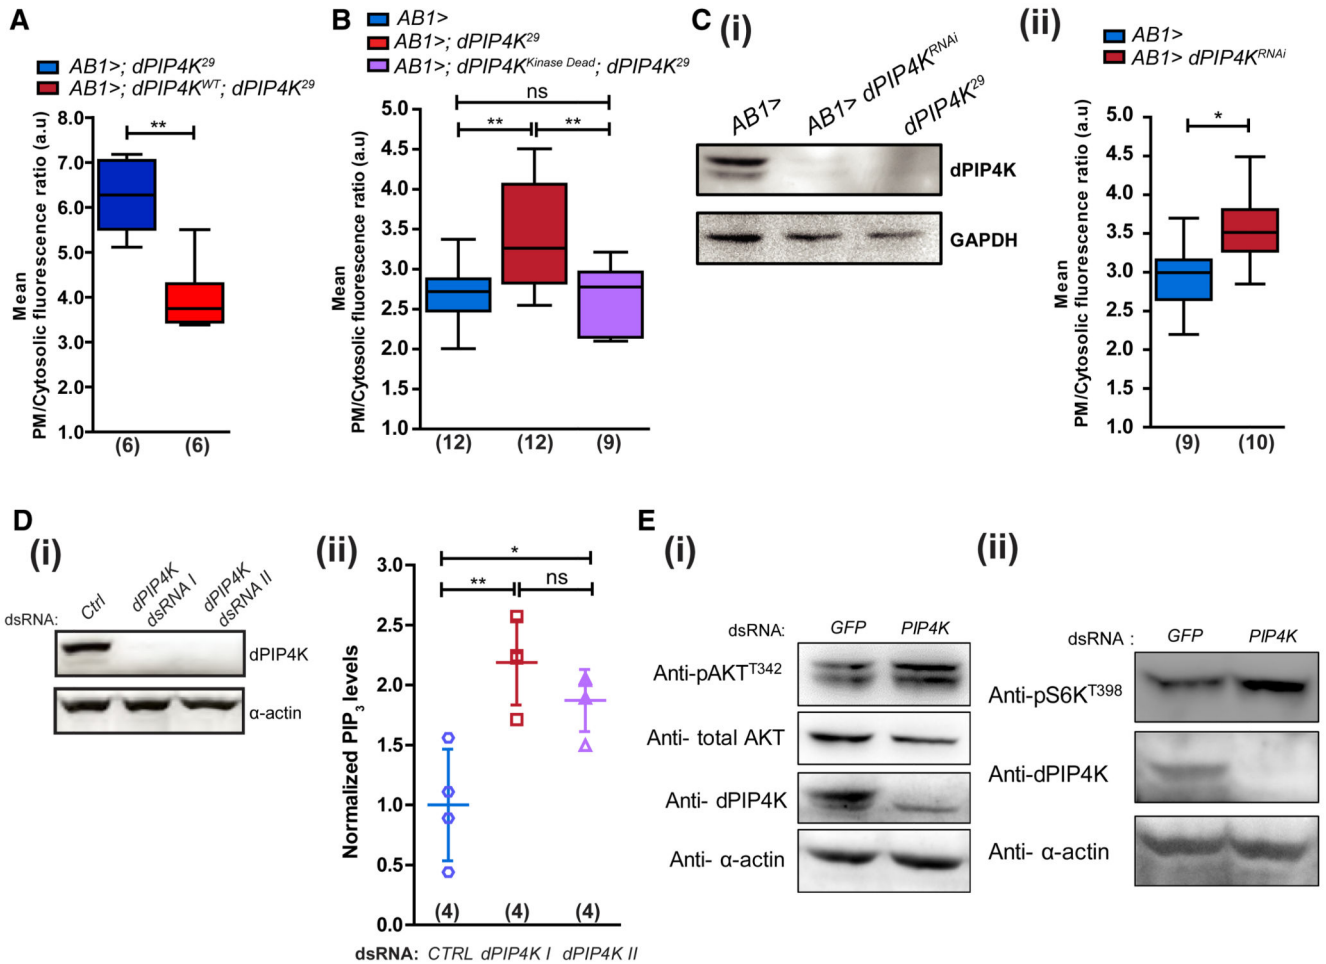 A
AB1>; dPIP4K29
AB1>; dPIP4KWT; dPIP4K29
Mean
PM/Cytosolic fluorescence ratio (a.u)
8.0
7.0
6.0
5.0
4.0
3.0
2.0
1.0
**
(6)
(6)
B
AB1>
AB1>; dPIP4K29
AB1>; dPIP4KKinase Dead; dPIP4K29
Mean
PM/Cytosolic fluorescence ratio (a.u)
5.0
4.5
4.0
3.5
3.0
2.5
2.0
1.5
1.0
ns
**
**
(12)
(12)
(9)
C
(i)
AB1>
AB1> dPIP4KRNAi
dPIP4K29
dPIP4K
GAPDH
(ii)
AB1>
AB1> dPIP4KRNAi
Mean
PM/Cytosolic fluorescence ratio (a.u)
5.0
4.5
4.0
3.5
3.0
2.5
2.0
1.5
1.0
*
(9)
(10)
D
(i)
dsRNA:
Ctrl
dPIP4K
dsRNA I
dPIP4K
dsRNA II
dPIP4K
α-actin
(ii)
Normalized PIP3 levels
3.0
2.5
2.0
1.5
1.0
0.5
0.0
*
**
ns
(4)
(4)
(4)
dsRNA: CTRL dPIP4K I dPIP4K II
E
(i)
dsRNA: GFP PIP4K
Anti-pAKTT342
Anti- total AKT
Anti- dPIP4K
Anti- α-actin
(ii)
dsRNA : GFP PIP4K
Anti-pS6KT398
Anti-dPIP4K
Anti- α-actin